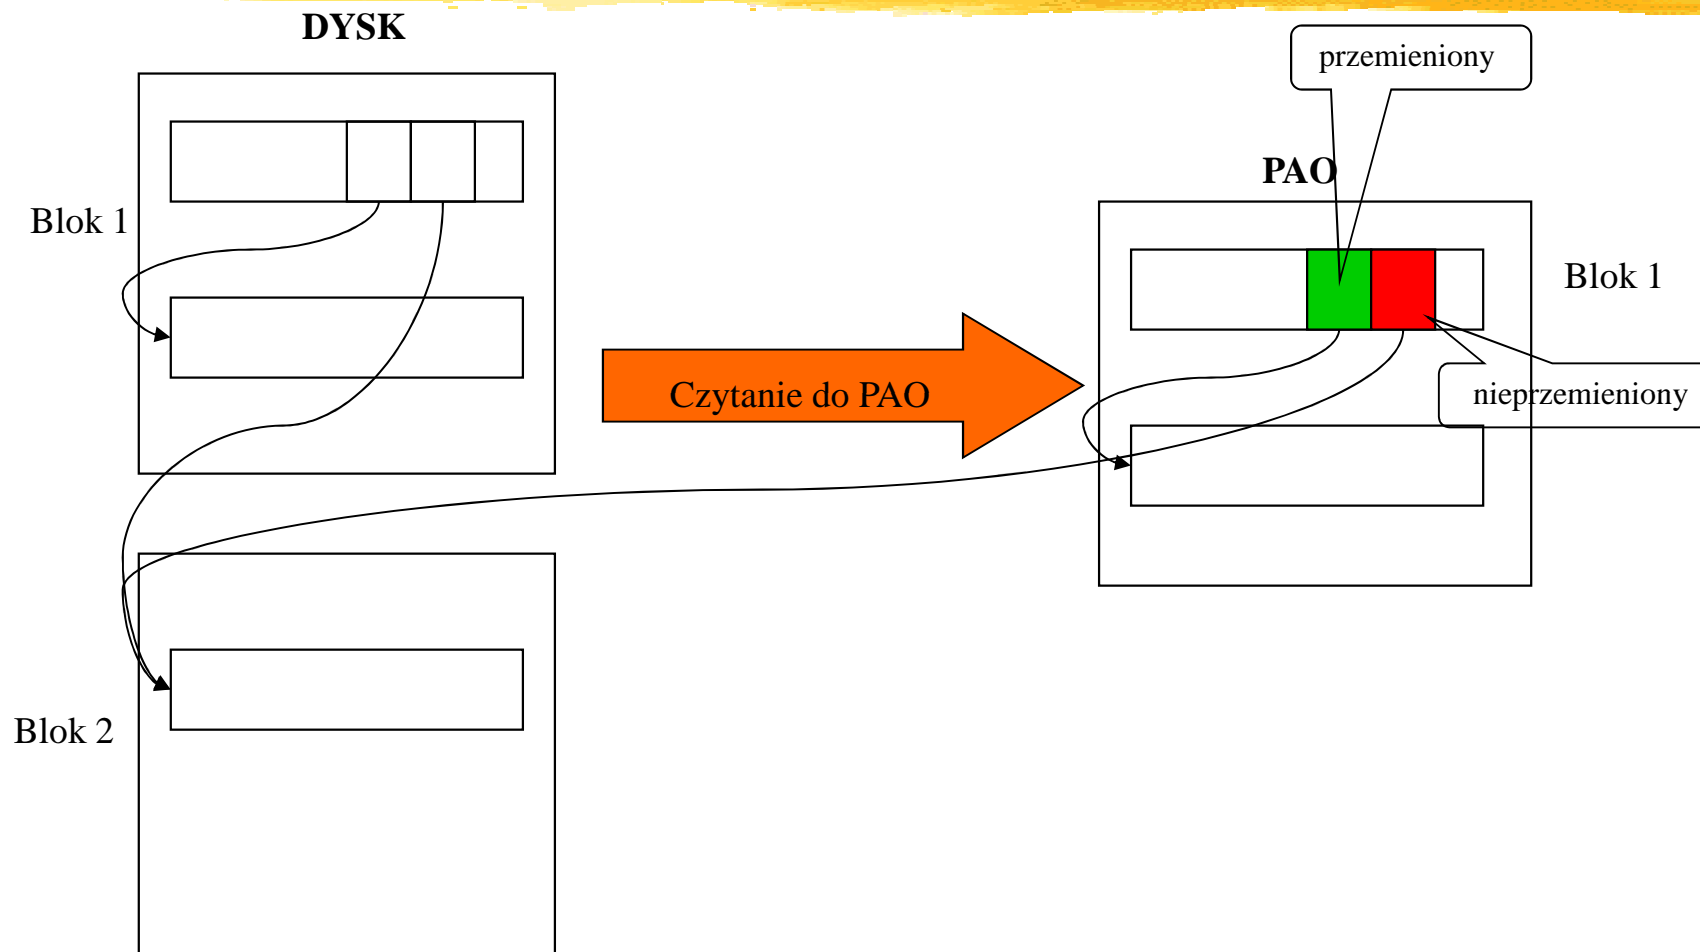 DYSK
przemieniony
PAO
Blok 1
Blok 1
Czytanie do PAO
nieprzemieniony
Blok 2